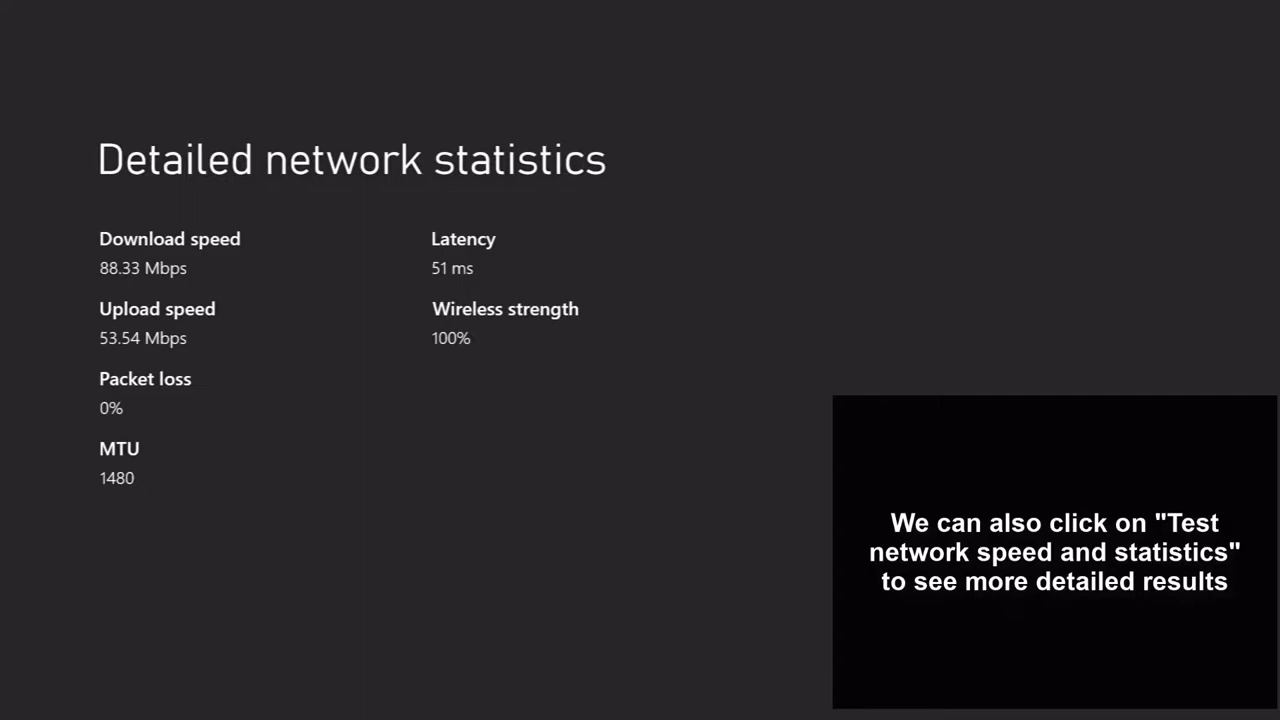 Detailed network statistics
Download speed
88.33 Mbps
Upload speed
53.54 Mbps
Packet loss
0%
MTU
1480
Latency
51 ms
Wireless strength
100%
We can also click on "Test
network speed and statistics"
to see more detailed results